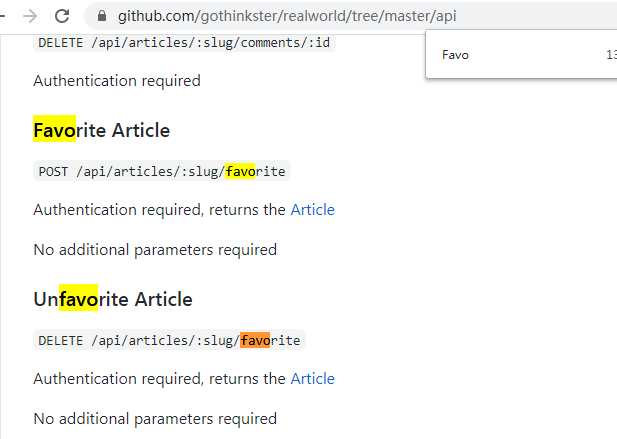 github.com/gothinkster/realworld/tree/master/api
DELETE /api/articles/:slug/comments/:id
Favo 13
Authentication required
Favorite Article
POST /api/articles/:slug/favorite
Authentication required, returns the Article
No additional parameters required
Unfavorite Article
DELETE /api/articles/:slug/favorite
Authentication required, returns the Article
No additional parameters required